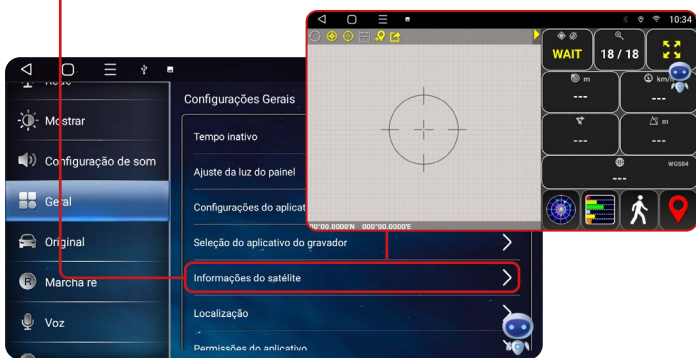 10:34
WAIT
18 / 18
m
km/h
---
---
m
---
---
WGS84
---
00°00.0000'N 000°00.0000'E
Mostrar
Configuração de som
Geral
Original
R
Marcha ré
Voz
Configurações Gerais
Tempo inativo
Ajuste da luz do painel
Configurações do aplicat
Seleção do aplicativo do gravador
Informações do satélite
Localização
Permissões do aplicativo